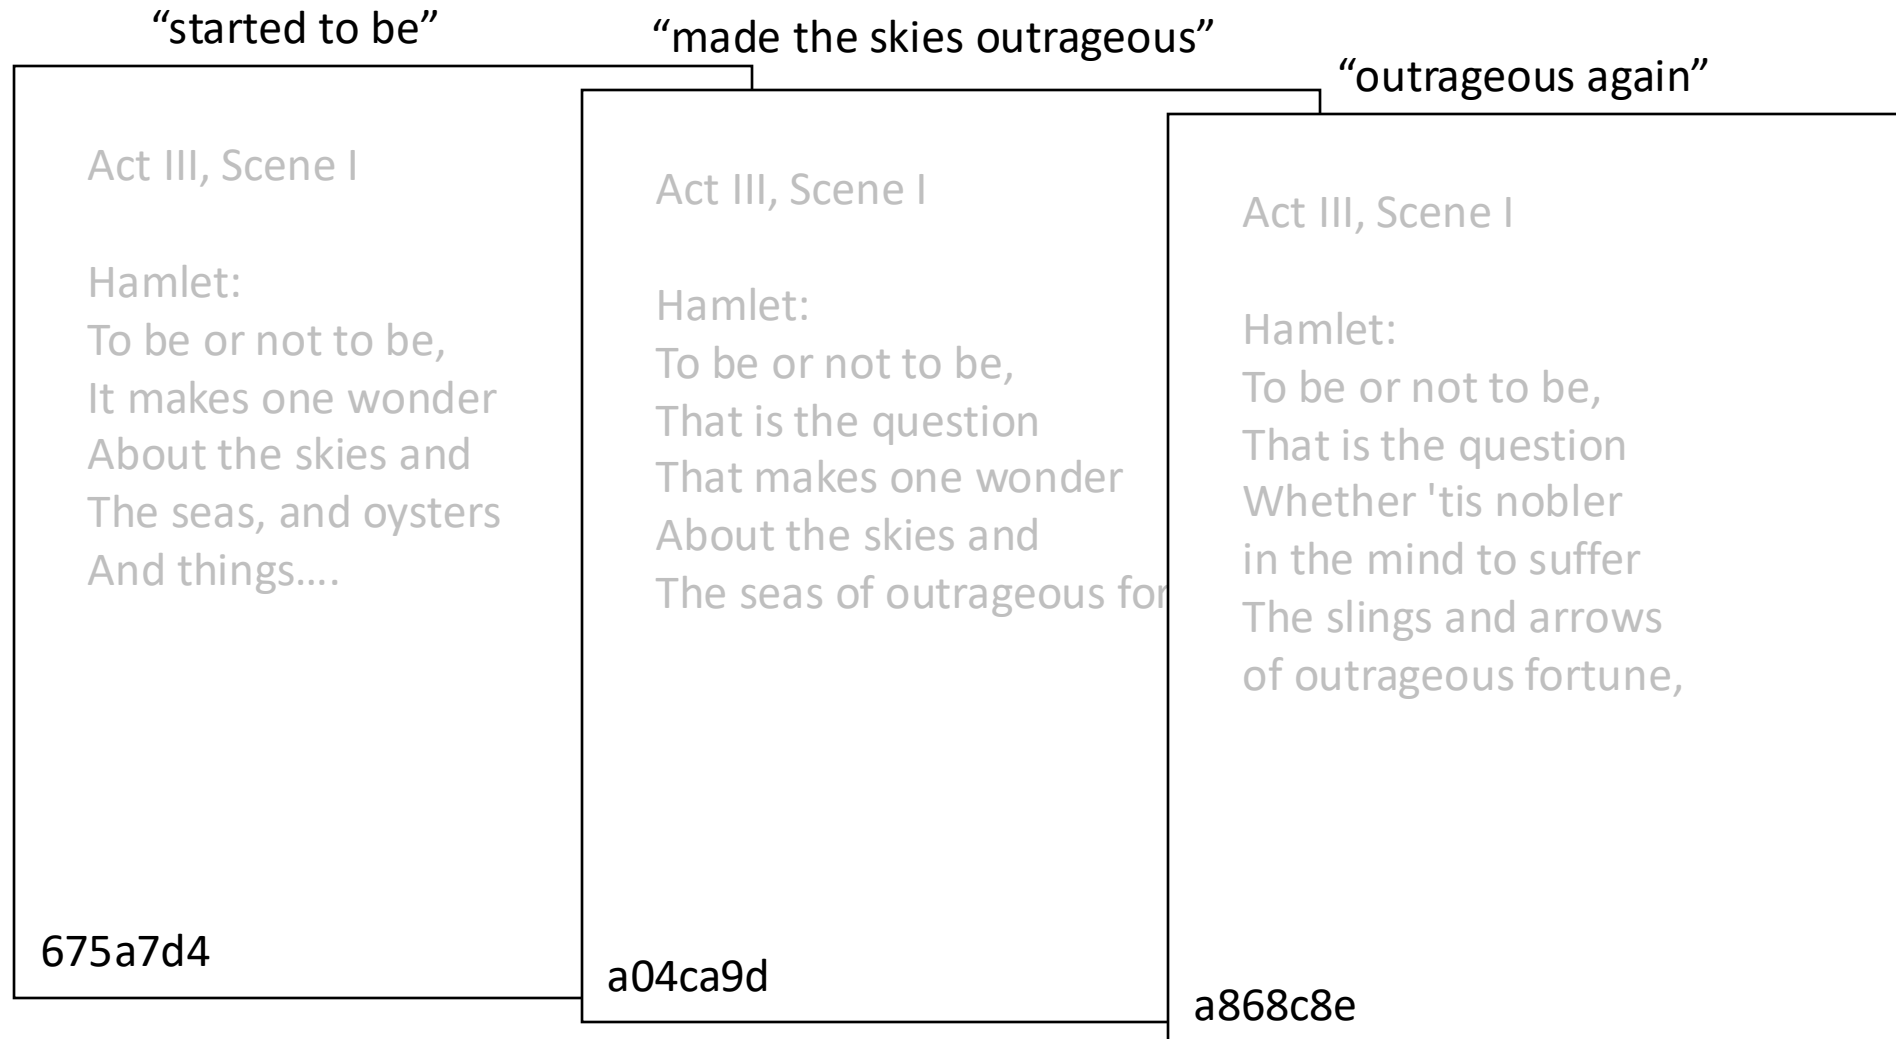 “started to be”
Act III, Scene I
Hamlet:
To be or not to be,
It makes one wonder
About the skies and
The seas, and oysters
And things....
675a7d4
“made the skies outrageous”
Act III, Scene I
Hamlet:
To be or not to be,
That is the question
That makes one wonder
About the skies and
The seas of outrageous for
a04ca9d
“outrageous again”
Act III, Scene I
Hamlet:
To be or not to be,
That is the question
Whether 'tis nobler
in the mind to suffer
The slings and arrows
of outrageous fortune,
a868c8e